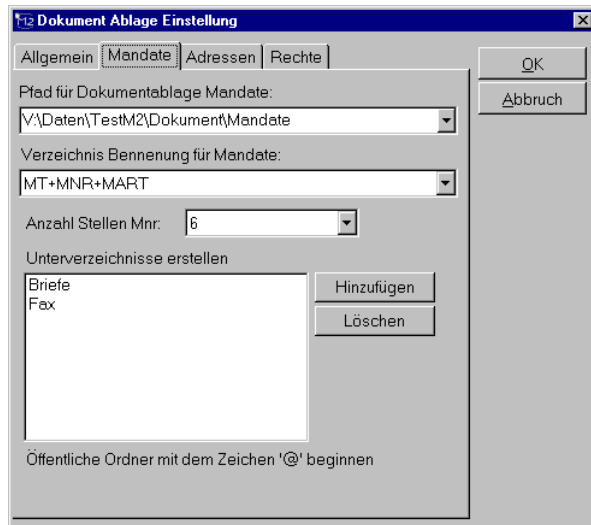 Dokument Ablage Einstellung
Allgemein Mandate Adressen Rechte
OK
Abbruch
Pfad für Dokumentablage Mandate:
V:\Daten\TestM2\Dokument\Mandate
Verzeichnis Bennenung für Mandate:
MT+MNR+MART
Anzahl Stellen Mnr: 6
Unterverzeichnisse erstellen
Briefe
Fax
Hinzufügen
Löschen
Öffentliche Ordner mit dem Zeichen '@' beginnen